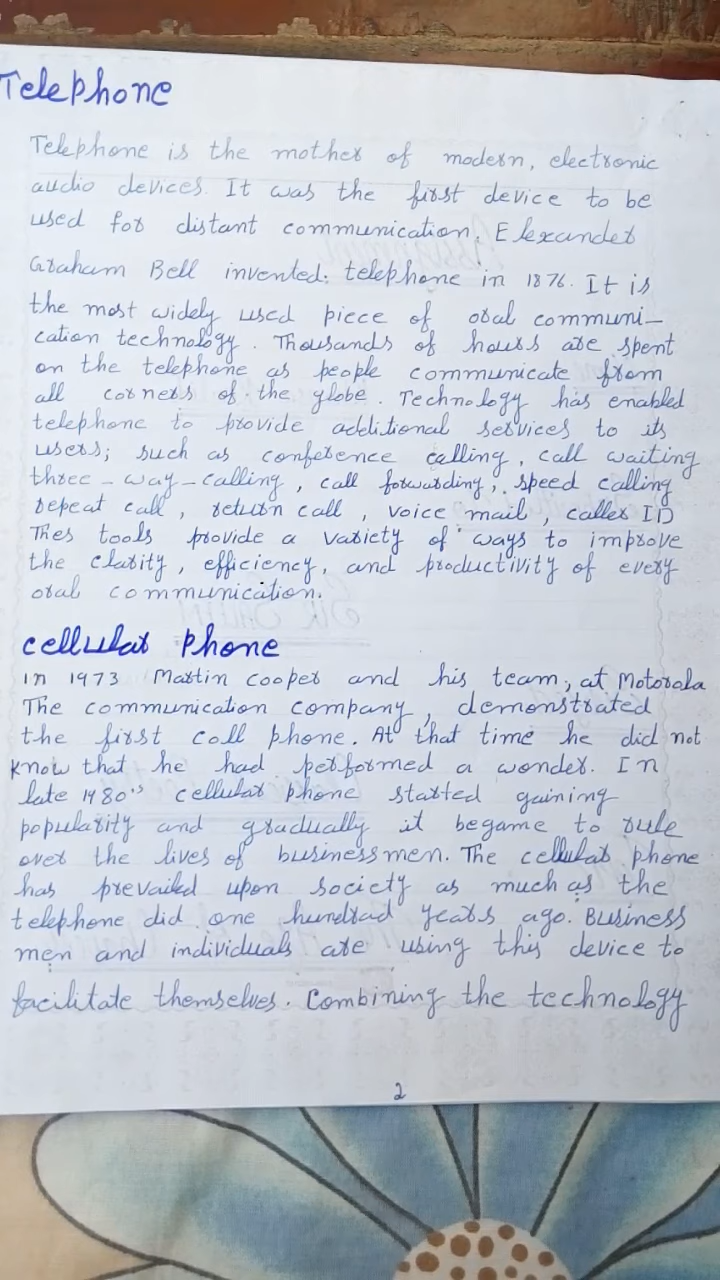 Telephone
Telephone is the mother of modern, electronic
audio devices. It was the first device to be
used for distant communication. Elexander
Graham Bell invented. telephone in 1876. It is
the most widely used piece of oral communi-
cation technology. Thousands of hours are spent
on the telephone as people communicate from
all corners of the globe. Technology has enabled
telephone to provide additional services to its
users; such as conference calling, call waiting
three-way-calling, call forwarding, speed calling
repeat call, return call, voice mail, caller ID
Thes tools provide a variety of ways to improve
the clarity, efficiency, and productivity of every
oral communication.
cellular phone
in 1973 Martin cooper and his team, at Motorola
The communication company, demonstrated
the first coll phone. At that time he did not
know that he had performed a wonder. In
late 1980's cellular phone started gaining
popularity and gradually it begame to rule
over the lives of businessmen. The cellular phone
has prevailed upon society as much as the
telephone did one hundrad years ago. Business
men and individuals are using this device to
facilitate themselves. Combining the technology
2